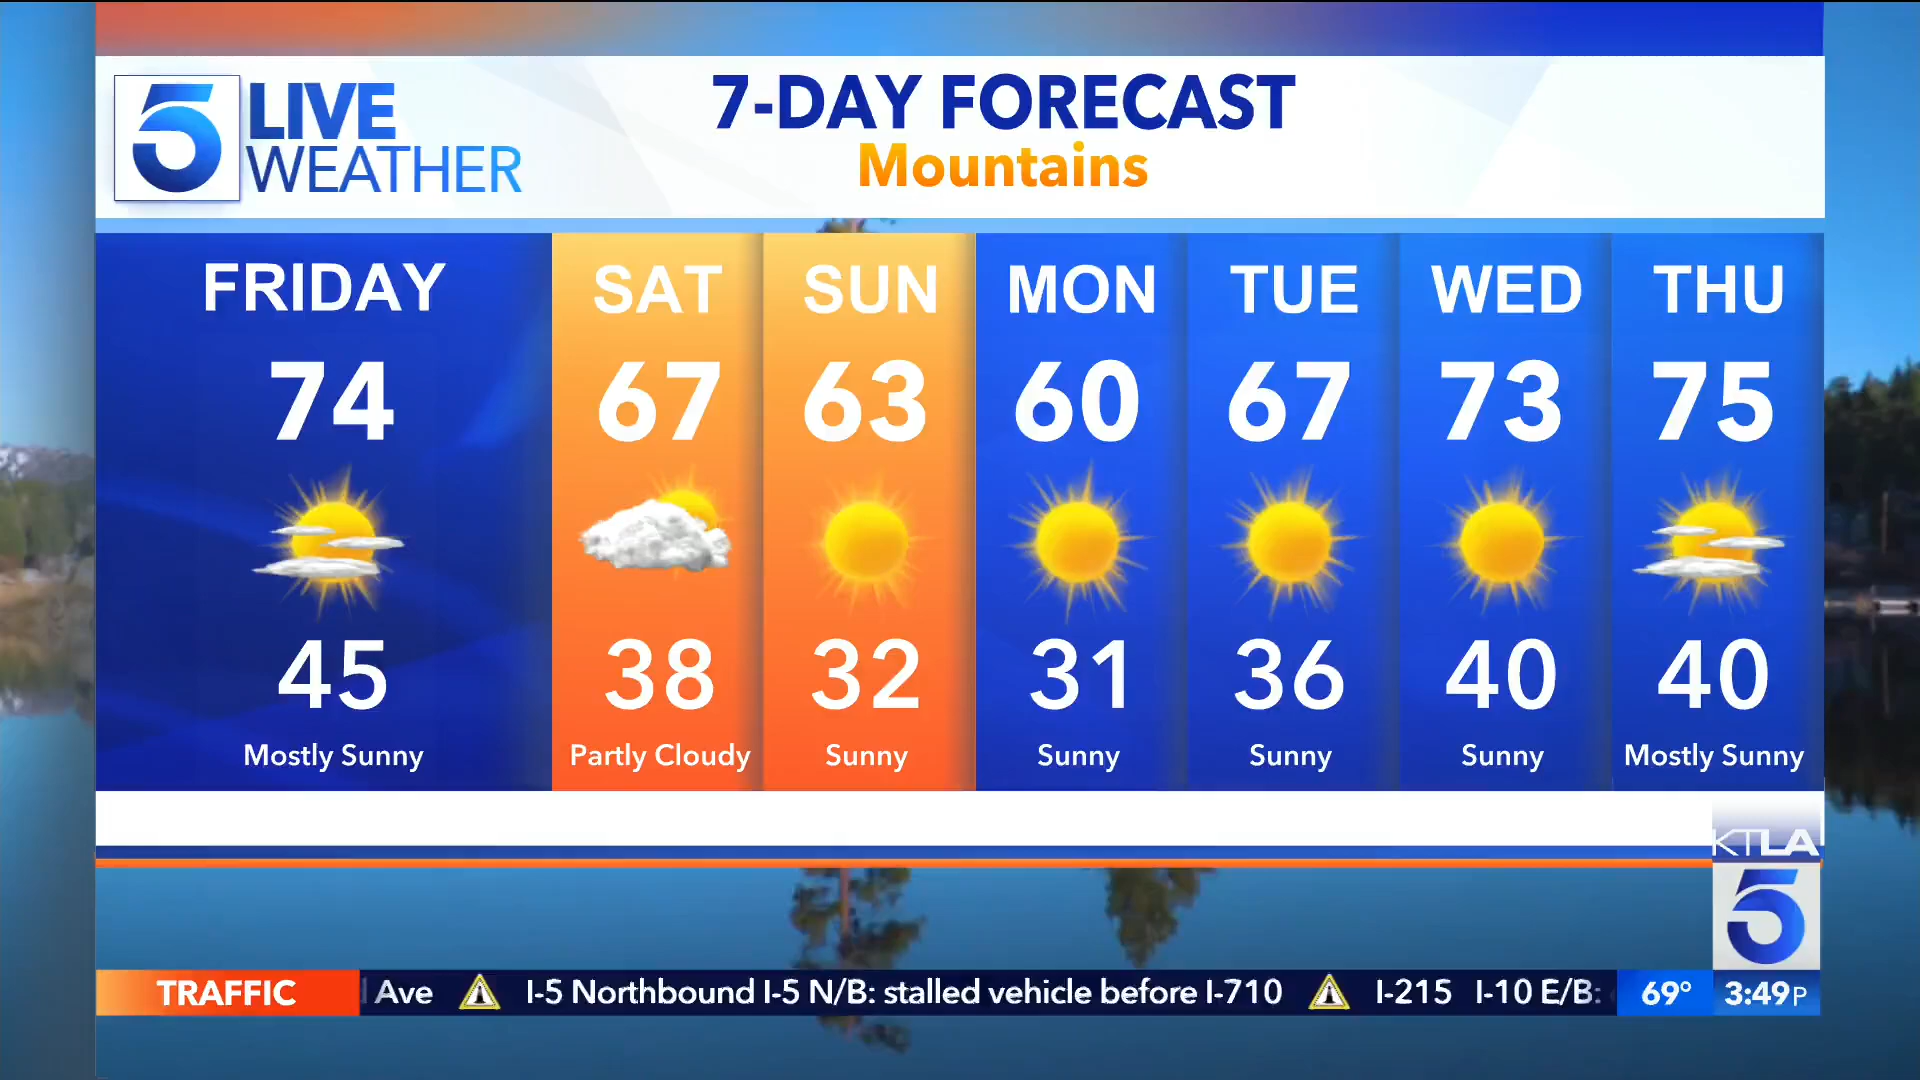 5 LIVE
WEATHER
7-DAY FORECAST
Mountains
FRIDAY
74
45
Mostly Sunny
SAT
67
38
Partly Cloudy
SUN
63
32
Sunny
MON
60
31
Sunny
TUE
67
36
Sunny
WED
73
40
Sunny
THU
75
40
Mostly Sunny
KTLA
5
TRAFFIC
Ave I-5 Northbound I-5 N/B: stalled vehicle before I-710 I-215 I-10 E/B:
69°
3:49P